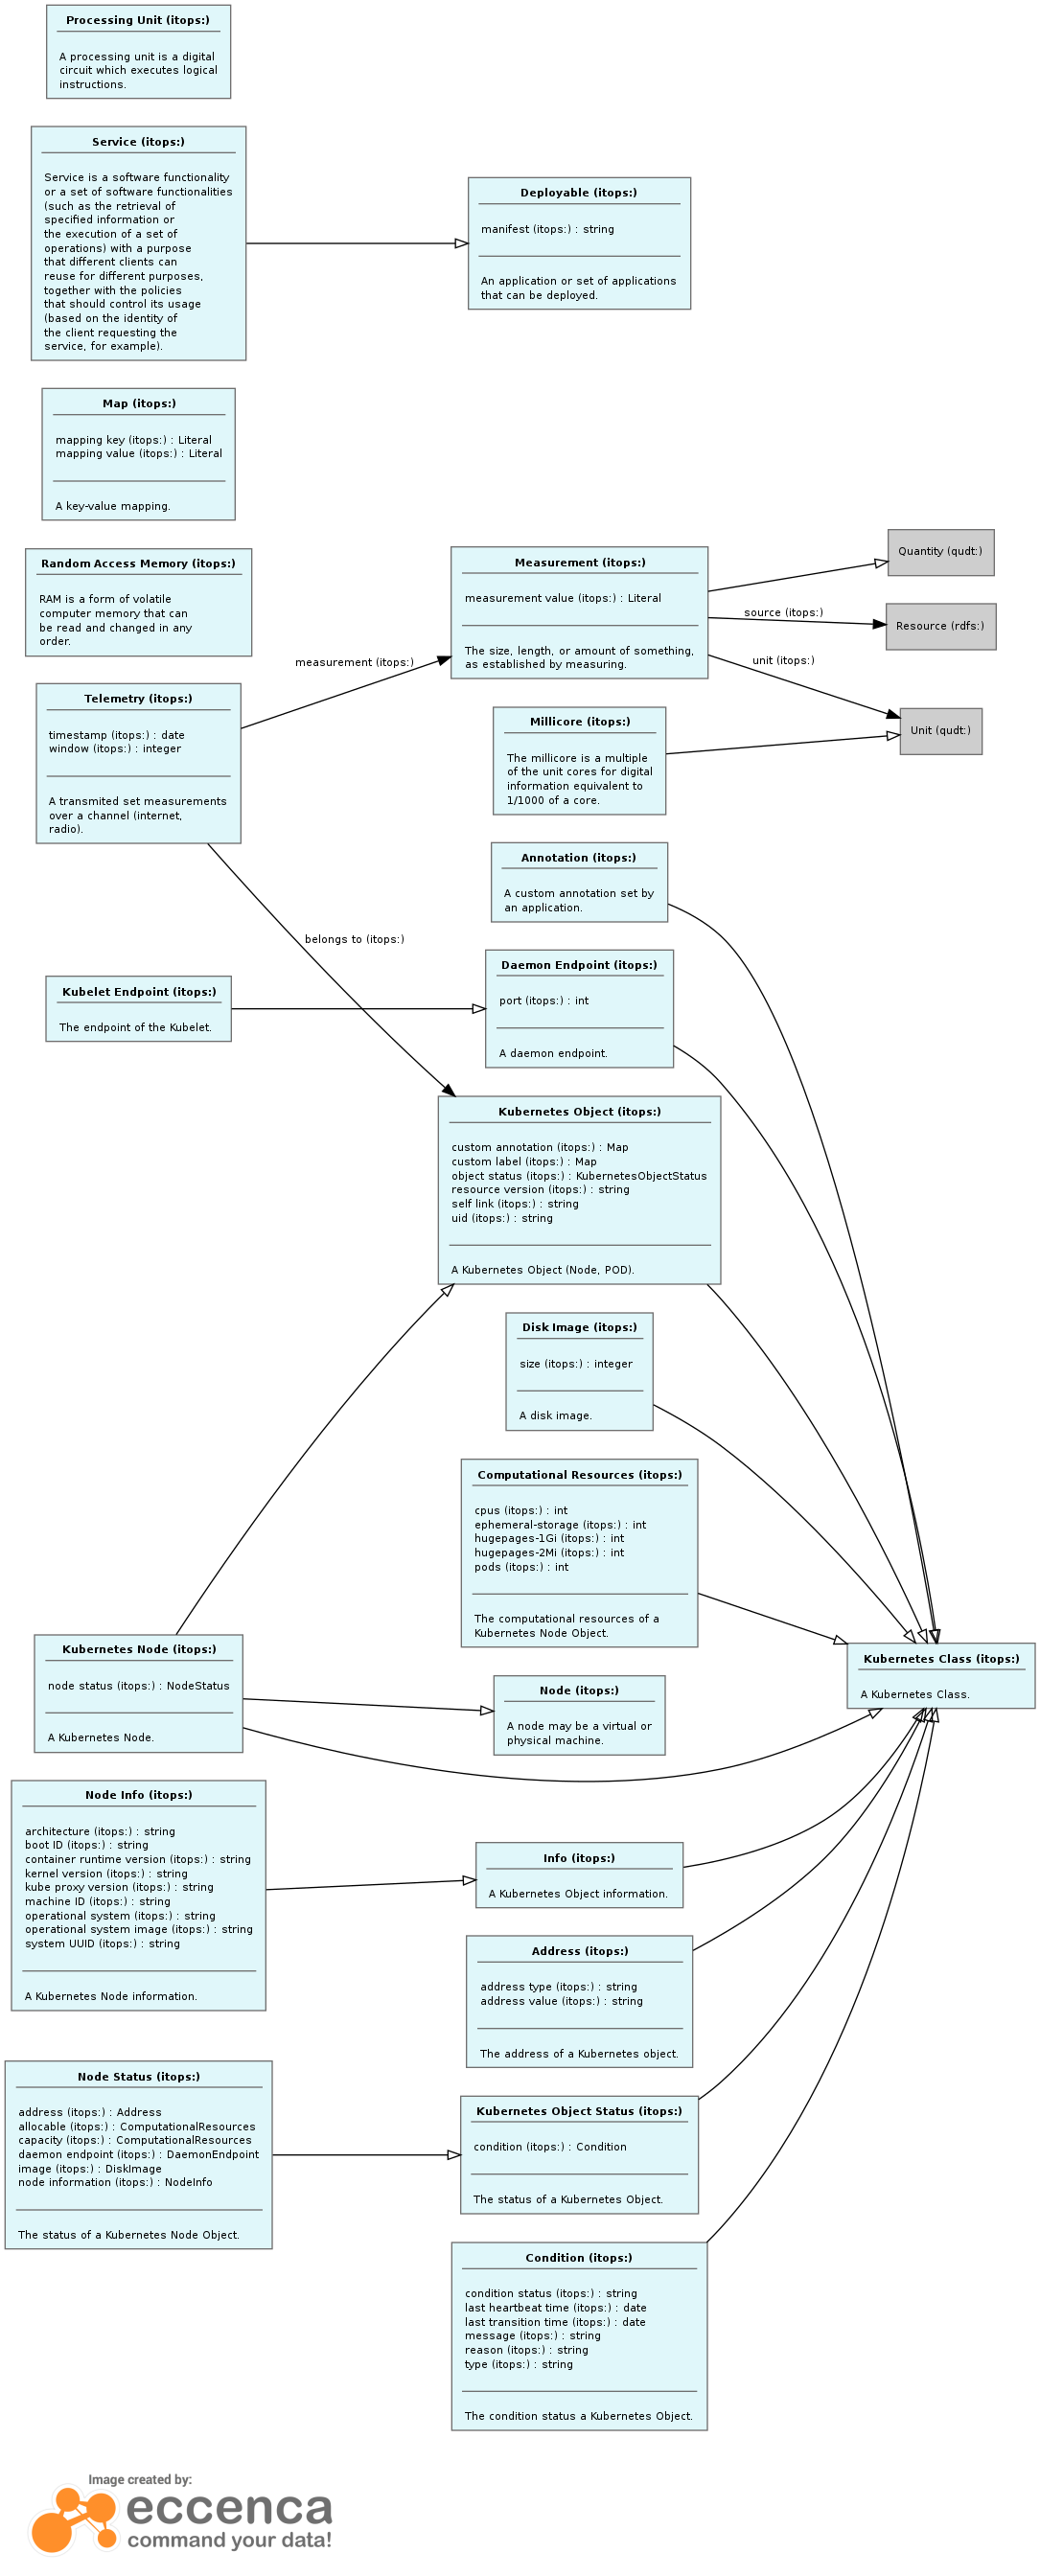 Processing Unit (itops:)
A processing unit is a digital
circuit which executes logical
instructions.
Service (itops:)
Service is a software functionality
or a set of software functionalities
(such as the retrieval of
specified information or
the execution of a set of
operations) with a purpose
that different clients can
reuse for different purposes,
together with the policies
that should control its usage
(based on the identity of
the client requesting the
service, for example).
Deployable (itops:)
manifest (itops:) : string
An application or set of applications
that can be deployed.
Map (itops:)
mapping key (itops:) : Literal
mapping value (itops:) : Literal
A key-value mapping.
Random Access Memory (itops:)
RAM is a form of volatile
computer memory that can
be read and changed in any
order.
Measurement (itops:)
measurement value (itops:) : Literal
The size, length, or amount of something,
as established by measuring.
Quantity (qudt:)
source (itops:)
Resource (rdfs:)
unit (itops:)
Unit (qudt:)
measurement (itops:)
Telemetry (itops:)
timestamp (itops:) : date
window (itops:) : integer
A transmited set measurements
over a channel (internet,
radio).
Millicore (itops:)
The millicore is a multiple
of the unit cores for digital
information equivalent to
1/1000 of a core.
Annotation (itops:)
A custom annotation set by
an application.
belongs to (itops:)
Kubelet Endpoint (itops:)
The endpoint of the Kubelet.
Daemon Endpoint (itops:)
port (itops:) : int
A daemon endpoint.
Kubernetes Object (itops:)
custom annotation (itops:) : Map
custom label (itops:) : Map
object status (itops:) : KubernetesObjectStatus
resource version (itops:) : string
self link (itops:) : string
uid (itops:) : string
A Kubernetes Object (Node, POD).
Disk Image (itops:)
size (itops:) : integer
A disk image.
Computational Resources (itops:)
cpus (itops:) : int
ephemeral-storage (itops:) : int
hugepages-1Gi (itops:) : int
hugepages-2Mi (itops:) : int
pods (itops:) : int
The computational resources of a
Kubernetes Node Object.
Kubernetes Class (itops:)
A Kubernetes Class.
Kubernetes Node (itops:)
node status (itops:) : NodeStatus
A Kubernetes Node.
Node (itops:)
A node may be a virtual or
physical machine.
Node Info (itops:)
architecture (itops:) : string
boot ID (itops:) : string
container runtime version (itops:) : string
kernel version (itops:) : string
kube proxy version (itops:) : string
machine ID (itops:) : string
operational system (itops:) : string
operational system image (itops:) : string
system UUID (itops:) : string
A Kubernetes Node information.
Info (itops:)
A Kubernetes Object information.
Address (itops:)
address type (itops:) : string
address value (itops:) : string
The address of a Kubernetes object.
Node Status (itops:)
address (itops:) : Address
allocable (itops:) : ComputationalResources
capacity (itops:) : ComputationalResources
daemon endpoint (itops:) : DaemonEndpoint
image (itops:) : DiskImage
node information (itops:) : NodeInfo
The status of a Kubernetes Node Object.
Kubernetes Object Status (itops:)
condition (itops:) : Condition
The status of a Kubernetes Object.
Condition (itops:)
condition status (itops:) : string
last heartbeat time (itops:) : date
last transition time (itops:) : date
message (itops:) : string
reason (itops:) : string
type (itops:) : string
The condition status a Kubernetes Object.
Image created by:
eccenca
command your data!